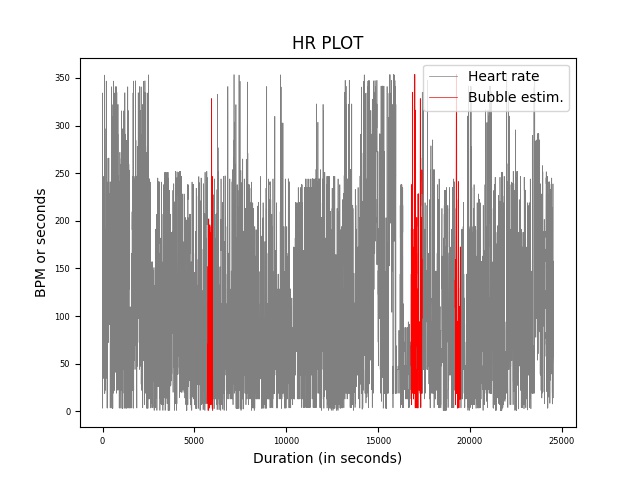 HR PLOT
Heart rate
Bubble estim.
BPM or seconds
350
300
250
200
150
100
50
0
0 5000 10000 15000 20000 25000
Duration (in seconds)